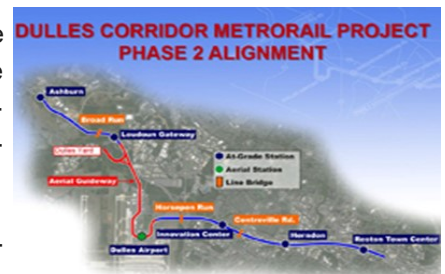 DULLES CORRIDOR METRORAIL PROJECT
PHASE 2 ALIGNMENT
Ashburn
Broad Run
Loudoun Gateway
Dulles Yard
At-Grade Station
Aerial Station
Line Bridge
Aerial Guideway
Horsepen Run
Centreville Rd.
Innovation Center
Dulles Airport
Herndon
Reston Town Center